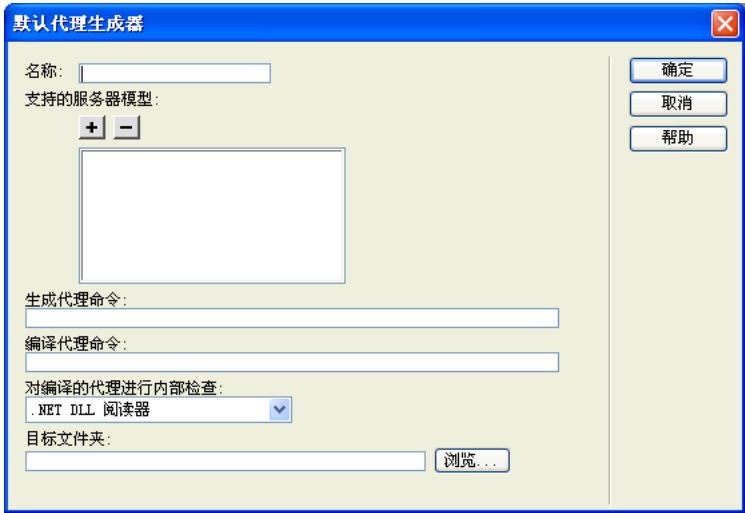 默认代理生成器
名称:
确定
支持的服务器模型:
取消
+ -
帮助
生成代理命令:
编译代理命令:
对编译的代理进行内部检查:
.NET DLL 阅读器
目标文件夹:
浏览...